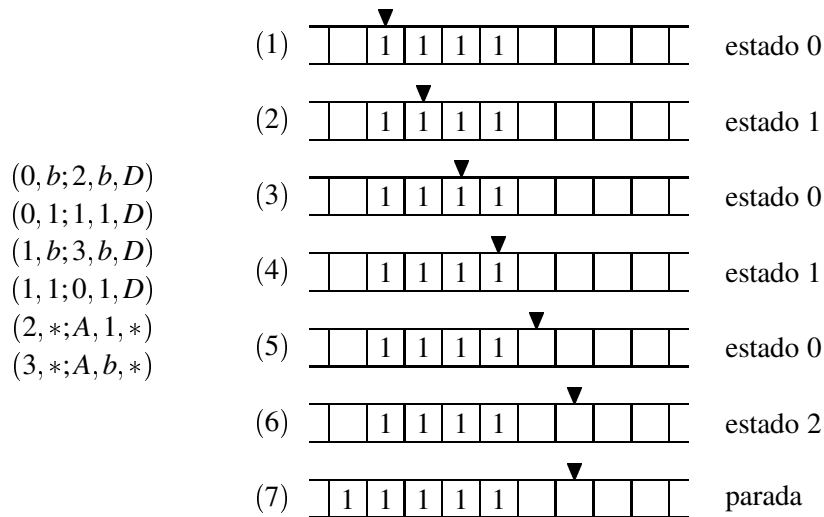 (0, b; 2, b, D)
(0, 1; 1, 1, D)
(1, b; 3, b, D)
(1, 1; 0, 1, D)
(2, ∗; A, 1, ∗)
(3, ∗; A, b, ∗)
(1) 1 1 1 1 estado 0
(2) 1 1 1 1 estado 1
(3) 1 1 1 1 estado 0
(4) 1 1 1 1 estado 1
(5) 1 1 1 1 estado 0
(6) 1 1 1 1 estado 2
(7) 1 1 1 1 1 parada